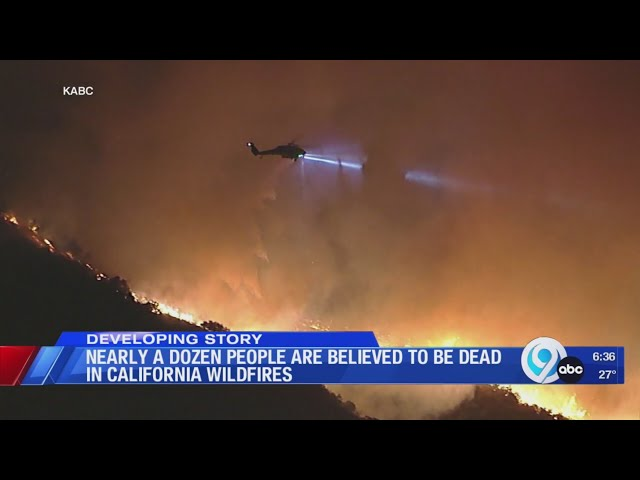 KABC
DEVELOPING STORY
NEARLY A DOZEN PEOPLE ARE BELIEVED TO BE DEAD
IN CALIFORNIA WILDFIRES
9 abc
6:36
27°